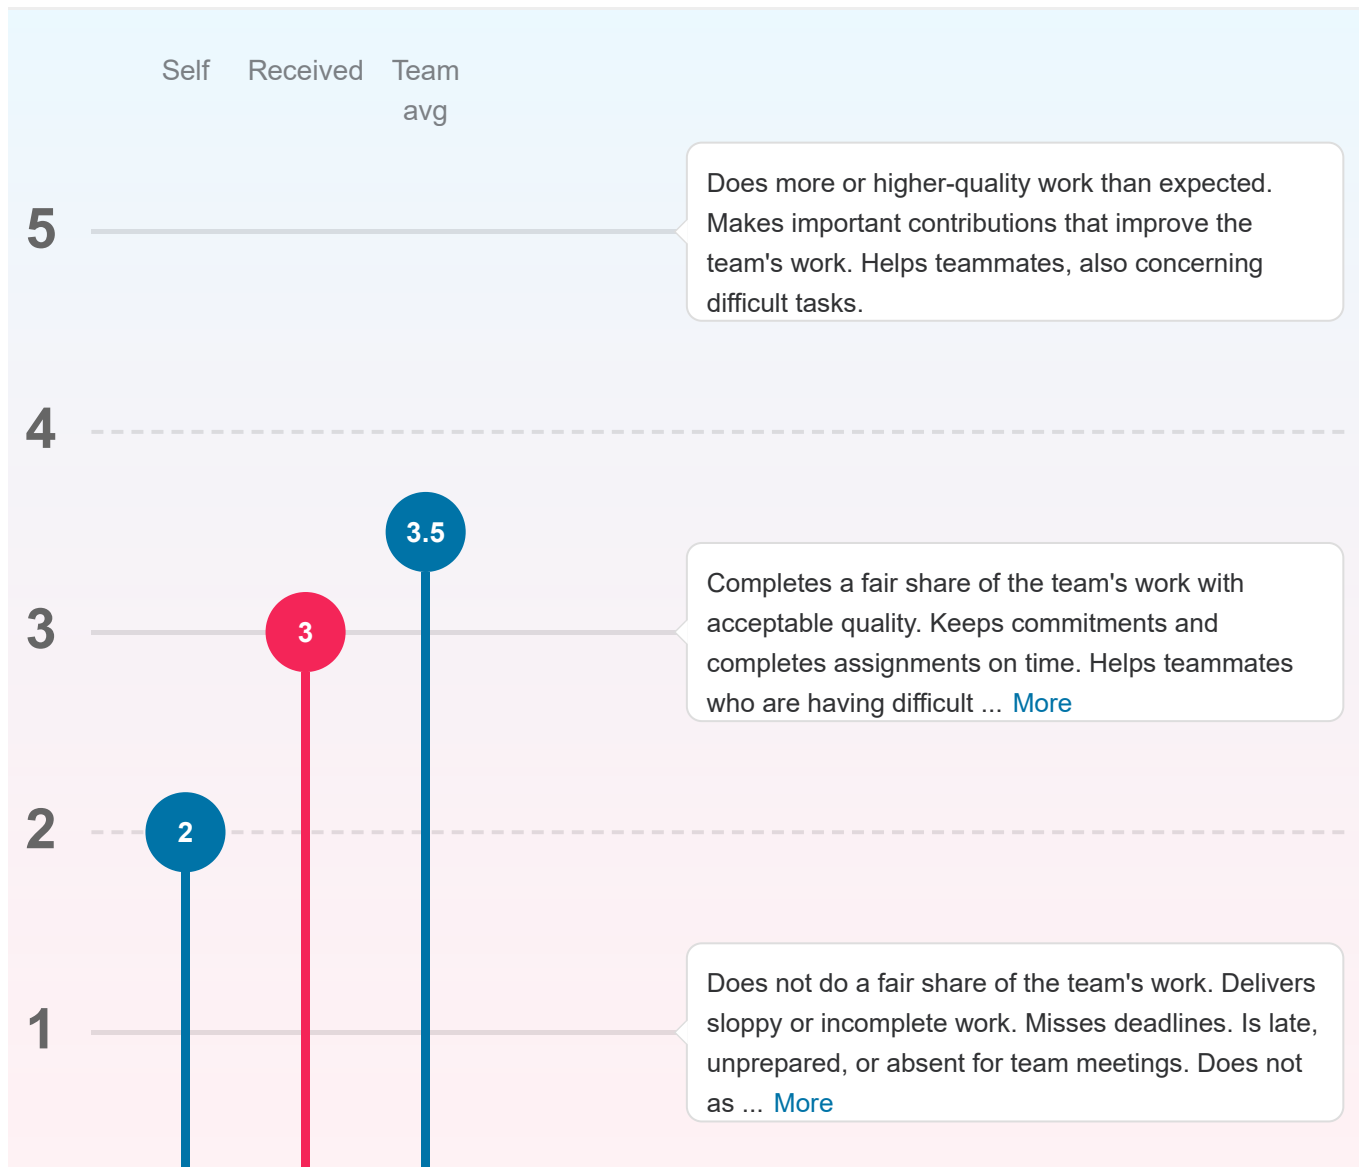 Self Received Team
avg
Does more or higher-quality work than expected.
Makes important contributions that improve the
5
team's work. Helps teammates, also concerning
difficult tasks.
4
3.5
Completes a fair share of the team's work with
acceptable quality. Keeps commitments and
3
3
completes assignments on time. Helps teammates
who are having difficult ... More
2
2
Does not do a fair share of the team's work. Delivers
sloppy or incomplete work. Misses deadlines. Is late,
1
unprepared, or absent for team meetings. Does not
as ... More